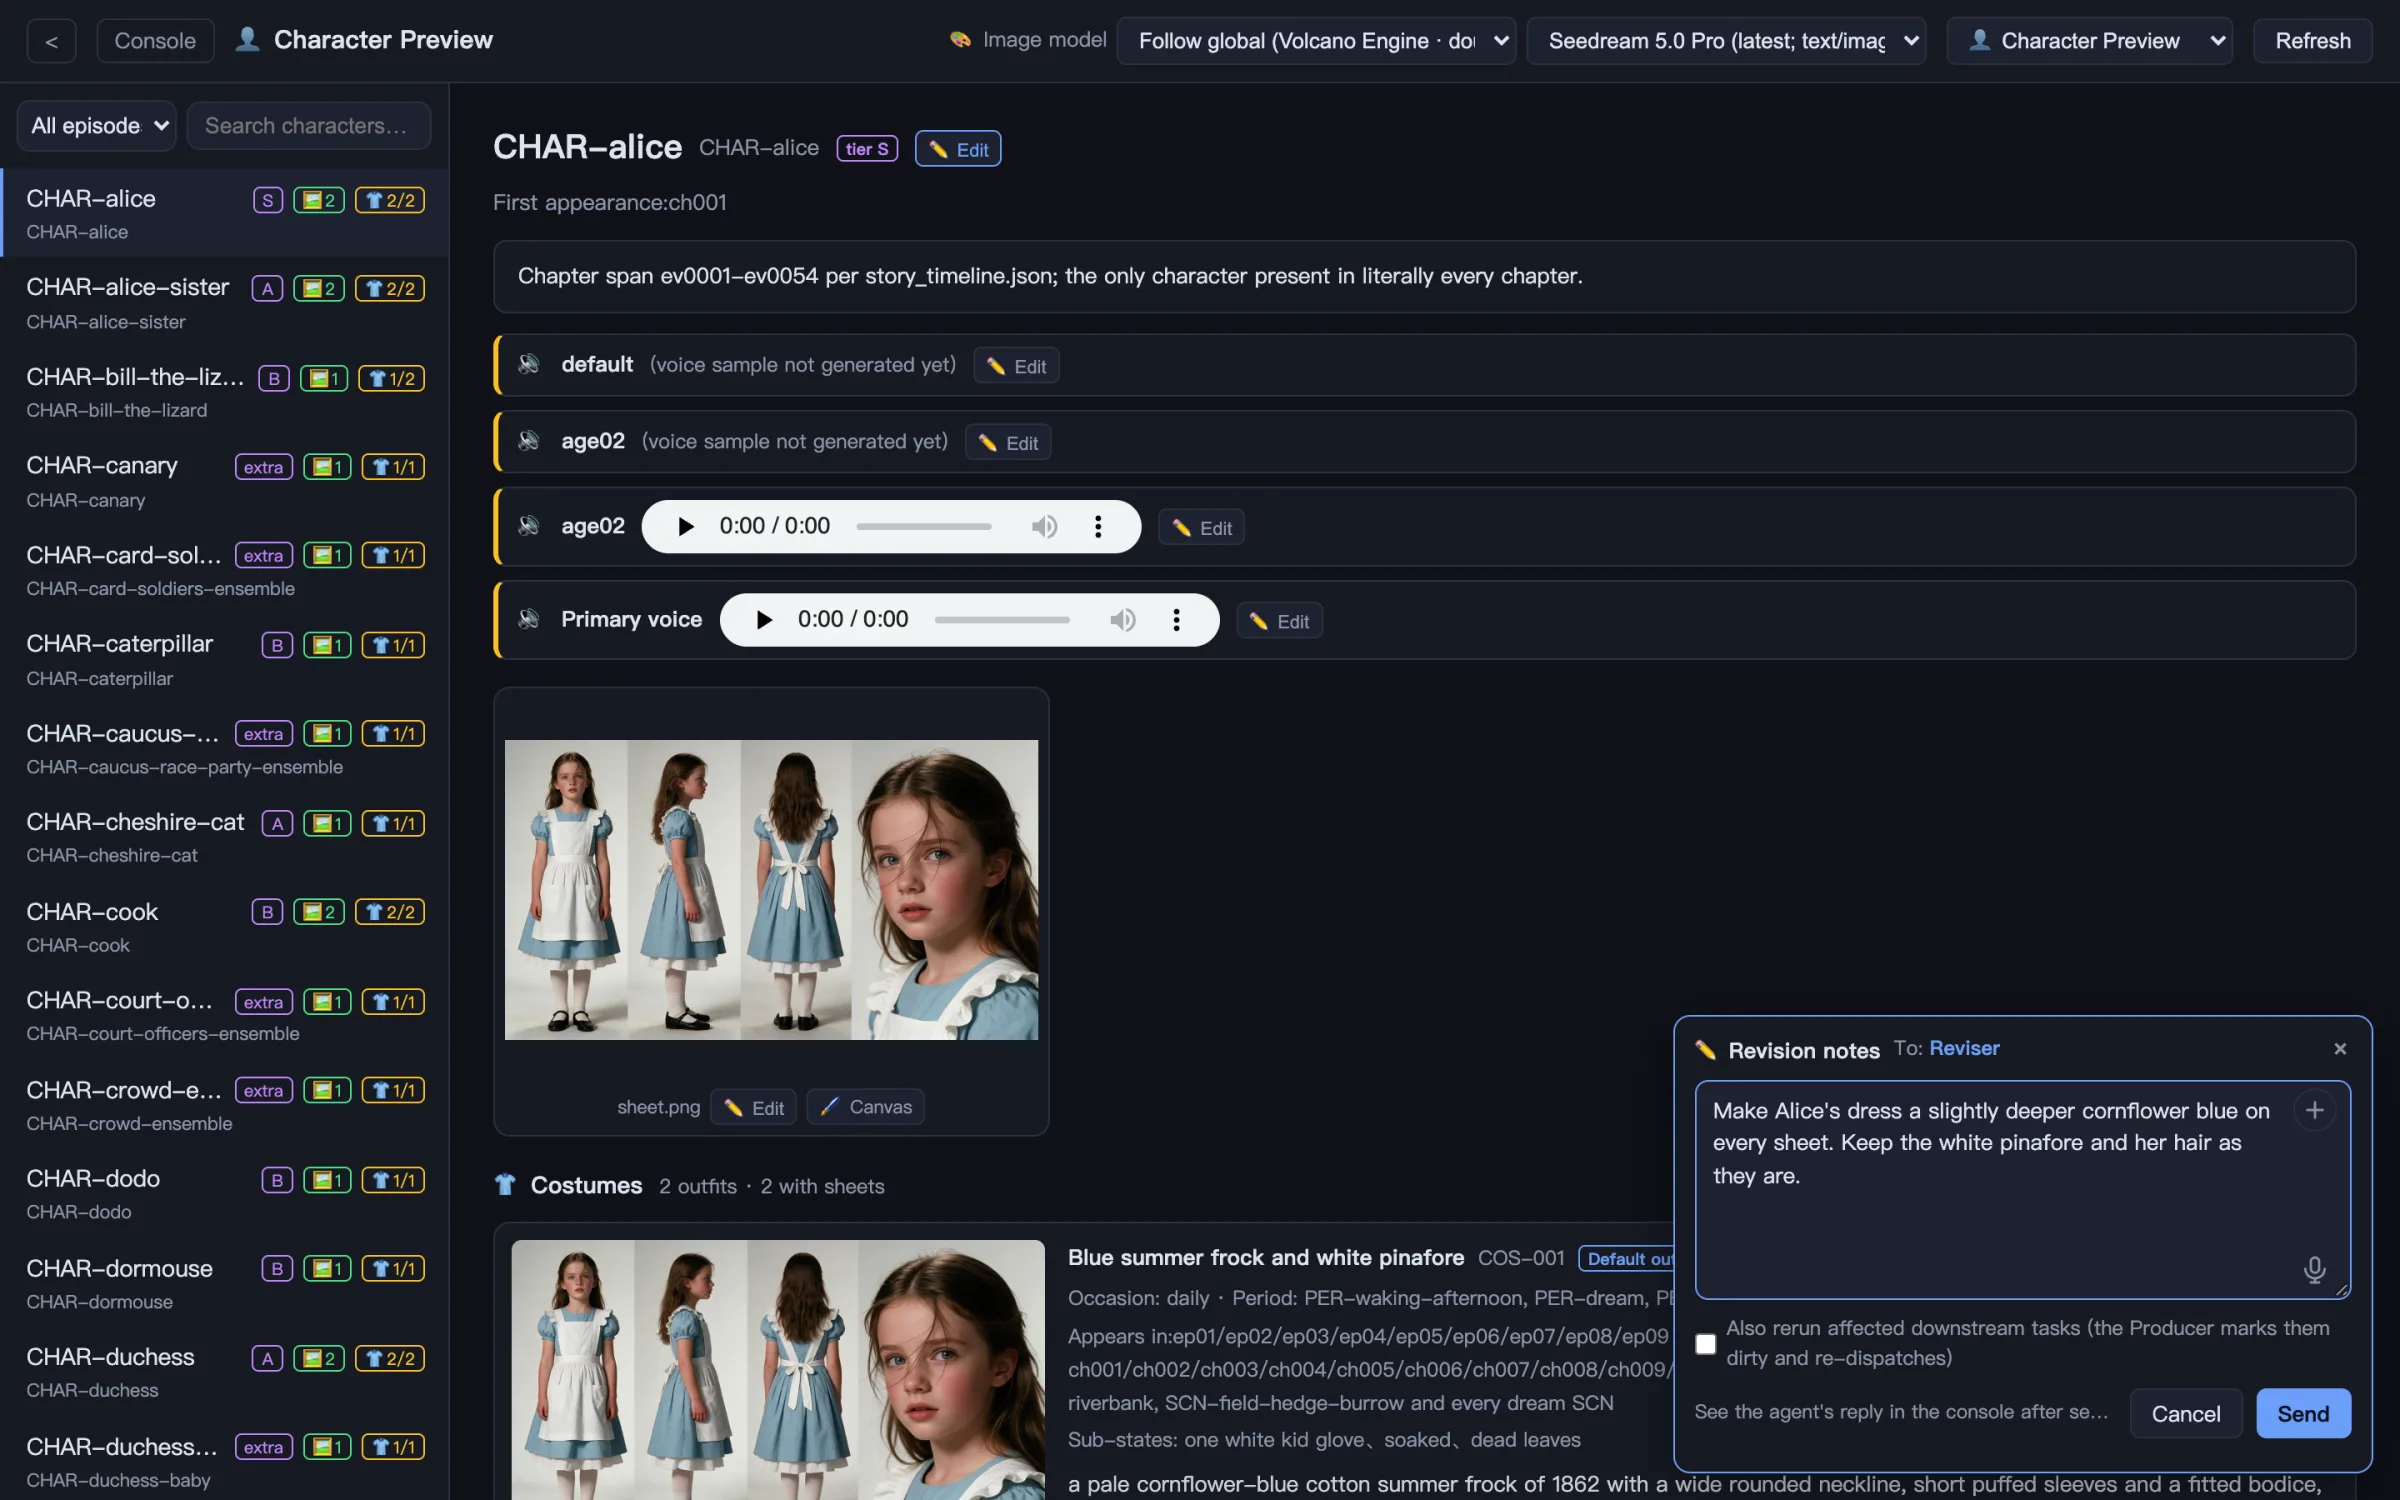 <
Console
Character Preview
Image model
Follow global (Volcano Engine · dou
Seedream 5.0 Pro (latest; text/imag
Character Preview
Refresh
All episode
Search characters...
CHAR-alice
S
2
2/2
CHAR-alice
CHAR-alice-sister
A
2
2/2
CHAR-alice-sister
CHAR-bill-the-liz...
B
1
1/2
CHAR-bill-the-lizard
CHAR-canary
extra
1
1/1
CHAR-canary
CHAR-card-sol...
extra
1
1/1
CHAR-card-soldiers-ensemble
CHAR-caterpillar
B
1
1/1
CHAR-caterpillar
CHAR-caucus-...
extra
1
1/1
CHAR-caucus-race-party-ensemble
CHAR-cheshire-cat
A
1
1/1
CHAR-cheshire-cat
CHAR-cook
B
2
2/2
CHAR-cook
CHAR-court-o...
extra
1
1/1
CHAR-court-officers-ensemble
CHAR-crowd-e...
extra
1
1/1
CHAR-crowd-ensemble
CHAR-dodo
B
1
1/1
CHAR-dodo
CHAR-dormouse
B
1
1/1
CHAR-dormouse
CHAR-duchess
A
2
2/2
CHAR-duchess
CHAR-duchess...
extra
1
1/1
CHAR-duchess-baby
CHAR-alice CHAR-alice tier S Edit
First appearance:ch001
Chapter span ev0001-ev0054 per story_timeline.json; the only character present in literally every chapter.
default (voice sample not generated yet) Edit
age02 (voice sample not generated yet) Edit
age02 0:00 / 0:00 Edit
Primary voice 0:00 / 0:00 Edit
sheet.png Edit Canvas
Costumes 2 outfits · 2 with sheets
Blue summer frock and white pinafore COS-001 Default out
Occasion: daily · Period: PER-waking-afternoon, PER-dream, PE
Appears in:ep01/ep02/ep03/ep04/ep05/ep06/ep07/ep08/ep09
ch001/ch002/ch003/ch004/ch005/ch006/ch007/ch008/ch009/
riverbank, SCN-field-hedge-burrow and every dream SCN
Sub-states: one white kid glove、soaked、dead leaves
a pale cornflower-blue cotton summer frock of 1862 with a wide rounded neckline, short puffed sleeves and a fitted bodice,
Revision notes To: Reviser ×
Make Alice's dress a slightly deeper cornflower blue on
every sheet. Keep the white pinafore and her hair as
they are.
Also rerun affected downstream tasks (the Producer marks them
dirty and re-dispatches)
See the agent's reply in the console after se...
Cancel
Send